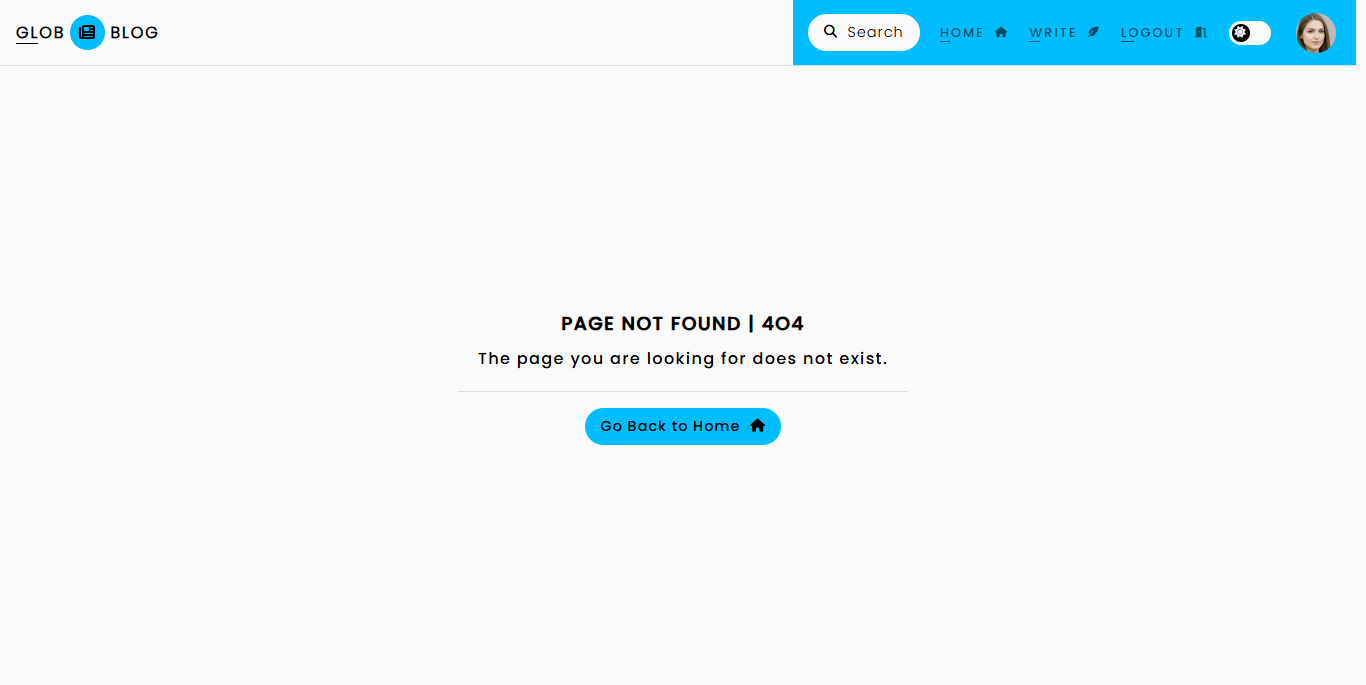 GLOB BLOG
Search HOME WRITE LOGOUT
PAGE NOT FOUND | 404
The page you are looking for does not exist.
Go Back to Home